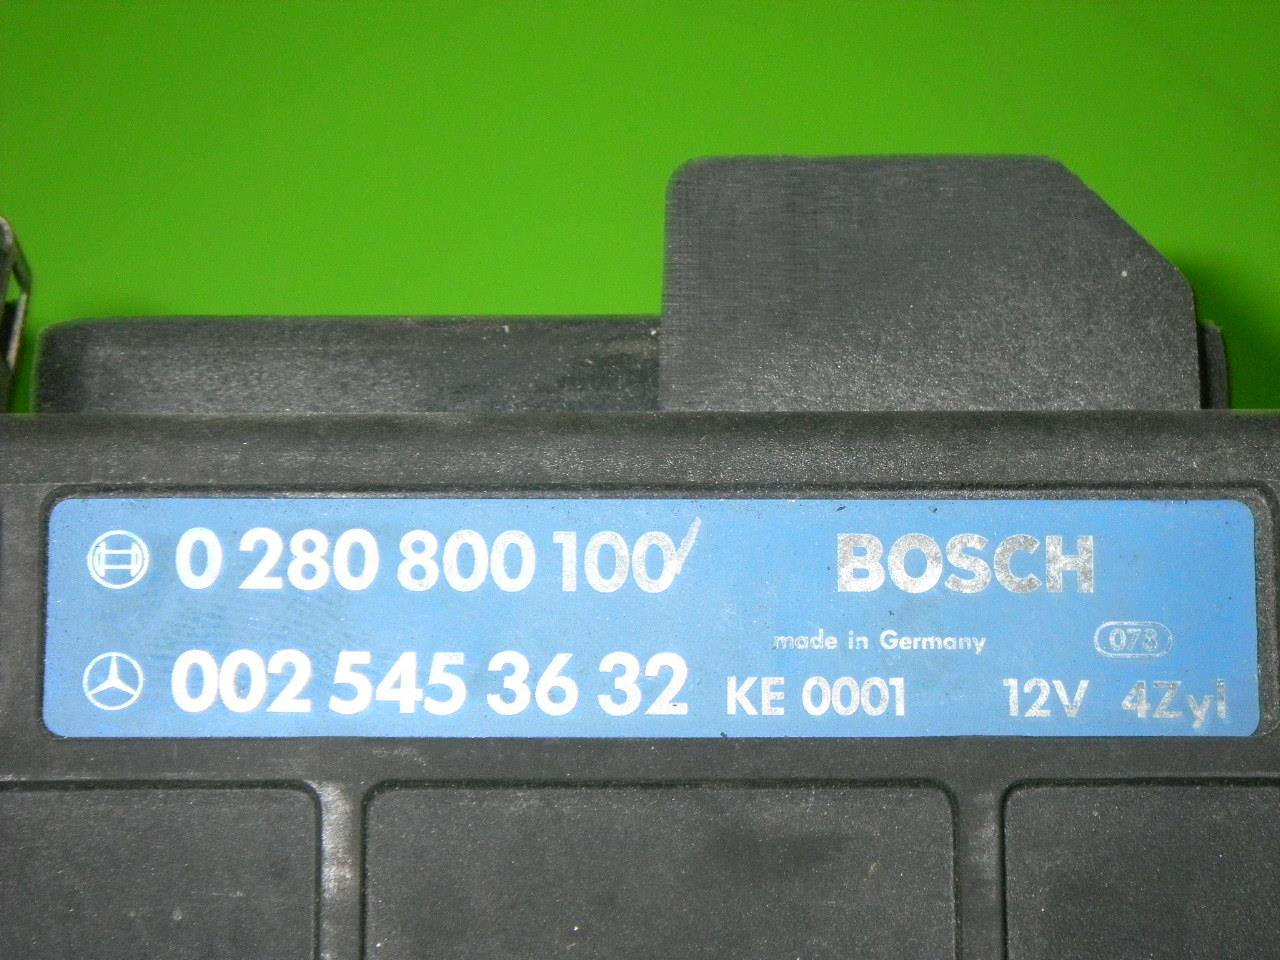 0 280 800 100 BOSCH
made in Germany 078
002 545 36 32 KE 0001 12V 4Zyl